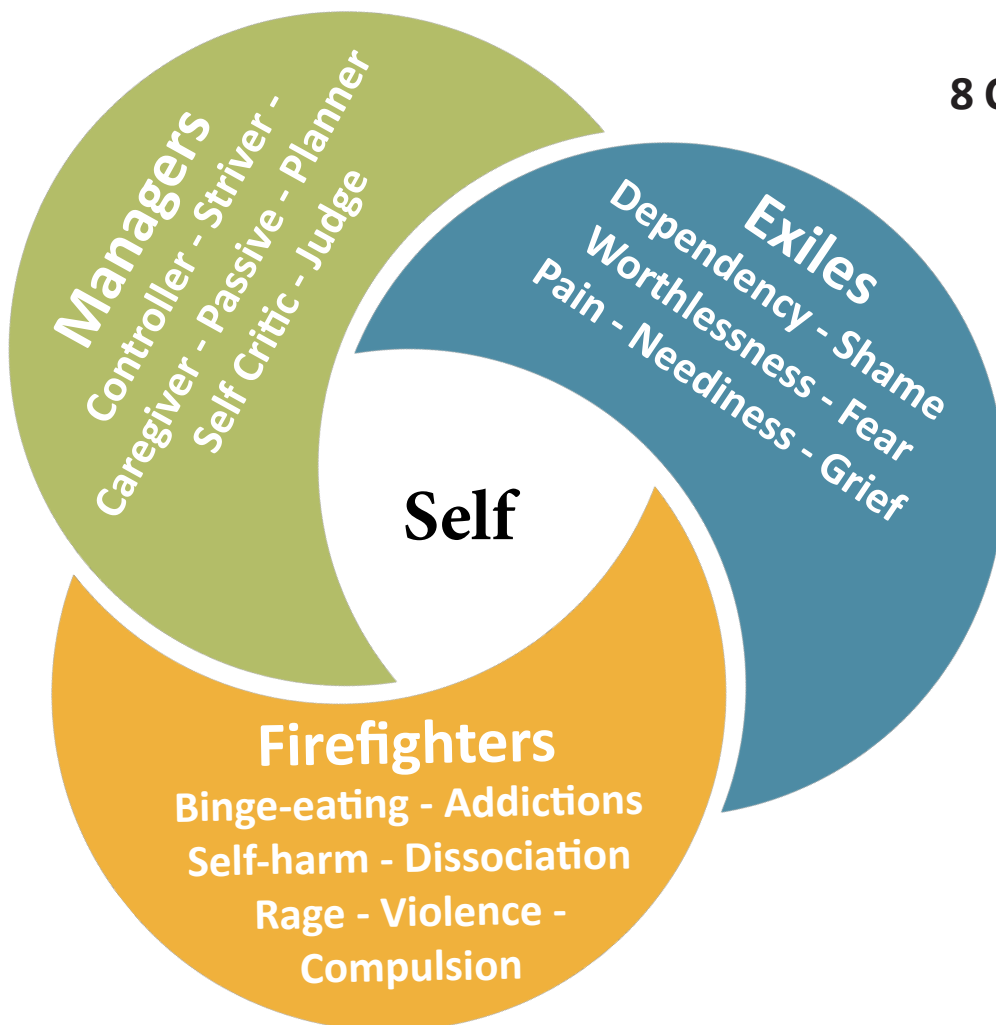 Managers
Controller - Striver -
Caregiver - Passive - Planner
Self Critic - Judge
8
Exiles
Dependency - Shame
Worthlessness - Fear
Pain - Neediness - Grief
Self
Firefighters
Binge-eating - Addictions
Self-harm - Dissociation
Rage - Violence -
Compulsion